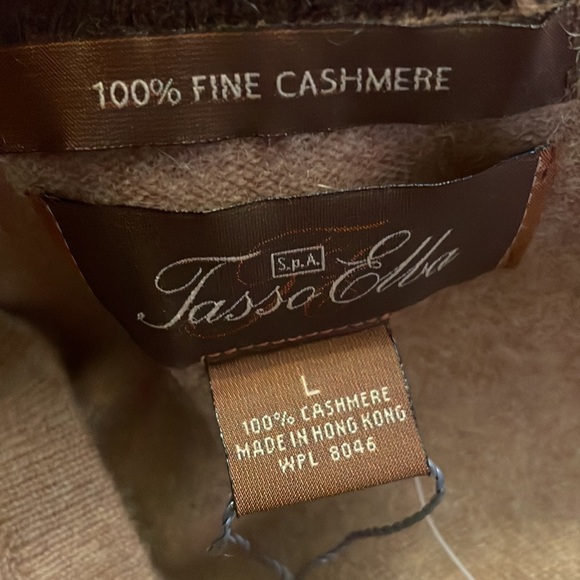 100% FINE CASHMERE
S.p.A.
Tasso Elba
L
100% CASHMERE
MADE IN HONG KONG
WPL 8046